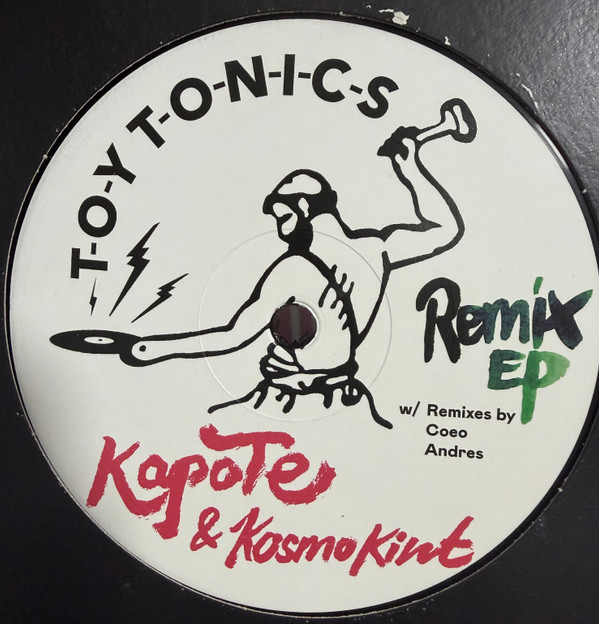 T-O-Y T-O-N-I-C-S
Remix
EP
w/ Remixes by
Coeo
Andres
Kapote
& Kosmo Kint